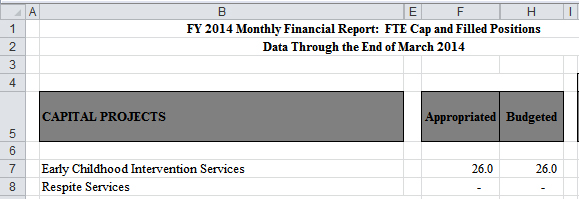 A B E F H I
1 FY 2014 Monthly Financial Report: FTE Cap and Filled Positions
2 Data Through the End of March 2014
3
4
5 CAPITAL PROJECTS Appropriated Budgeted
6
7 Early Childhood Intervention Services 26.0 26.0
8 Respite Services - -